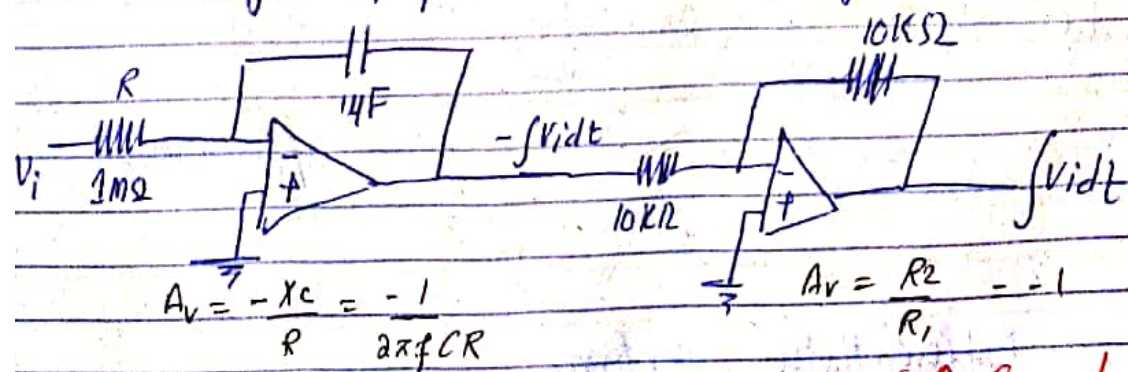 10KΩ
R
1μF
-∫vidt
Vi
1MΩ
-
+
10KΩ
-
+
∫vidt
Av = -Xc/R = -1/2πfCR
Av = R2/R1 = -1